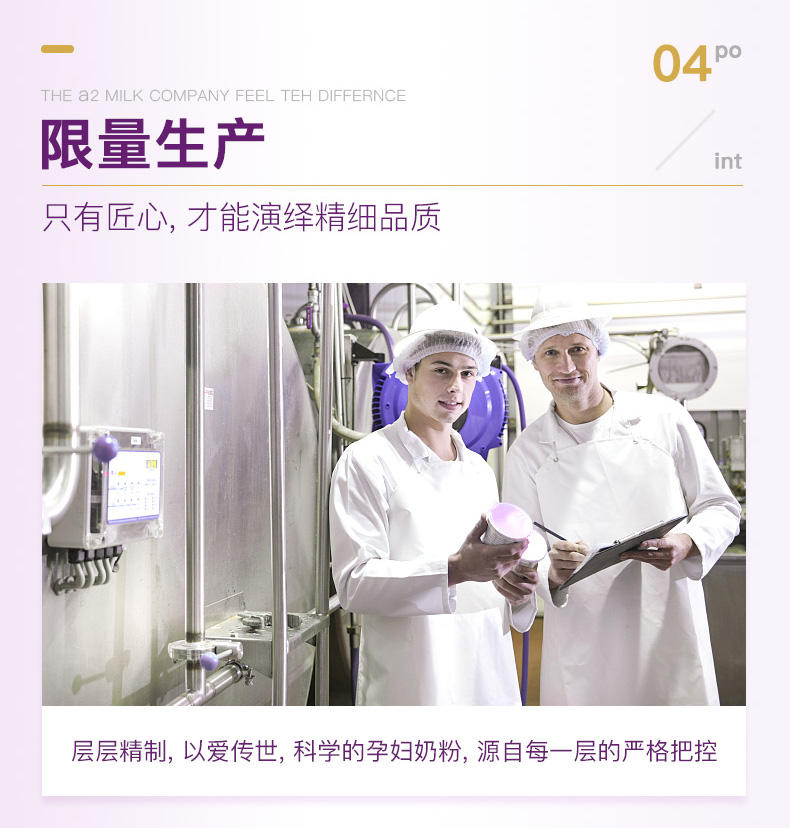 04 po
int
THE a2 MILK COMPANY FEEL TEH DIFFERNCE
限量生产
只有匠心, 才能演绎精细品质
层层精制, 以爱传世, 科学的孕妇奶粉, 源自每一层的严格把控